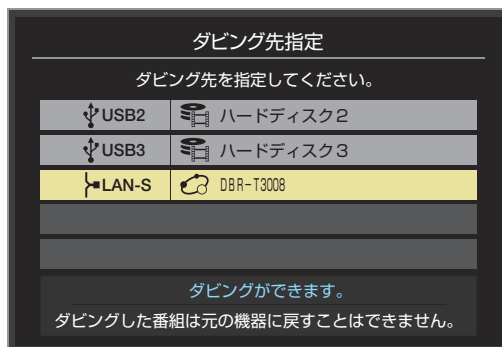 ダビング先指定
ダビング先を指定してください。
USB2 ハードディスク2
USB3 ハードディスク3
LAN-S DBR-T3008
ダビングができます。
ダビングした番組は元の機器に戻すことはできません。